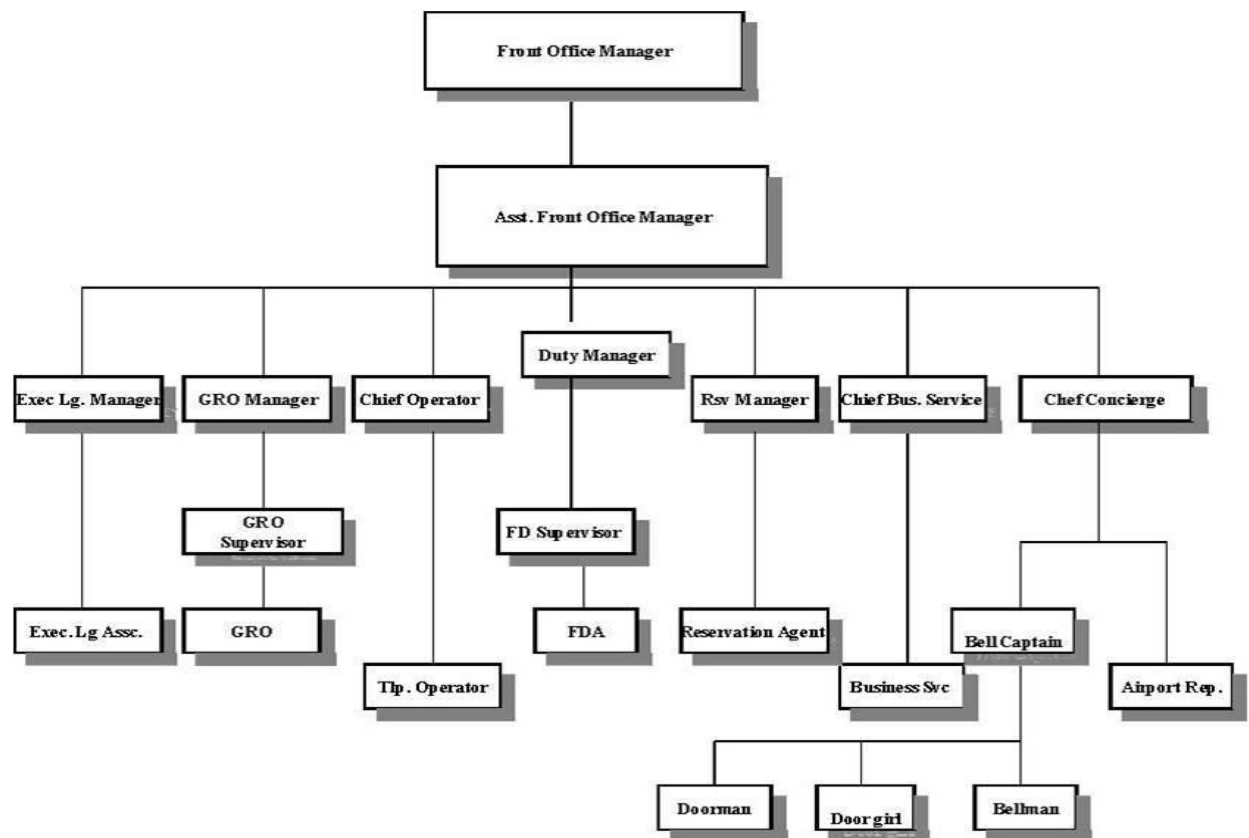 Front Office Manager
Asst. Front Office Manager
Duty Manager
Exec Lg. Manager
GRO Manager
Chief Operator
Rsv Manager
Chief Bus. Service
Chef Concierge
GRO
Supervisor
FD Supervisor
Exec. Lg Assc.
GRO
FDA
Reservation Agent
Bell Captain
Tlp. Operator
Business Svc
Airport Rep.
Doorman
Door girl
Bellman